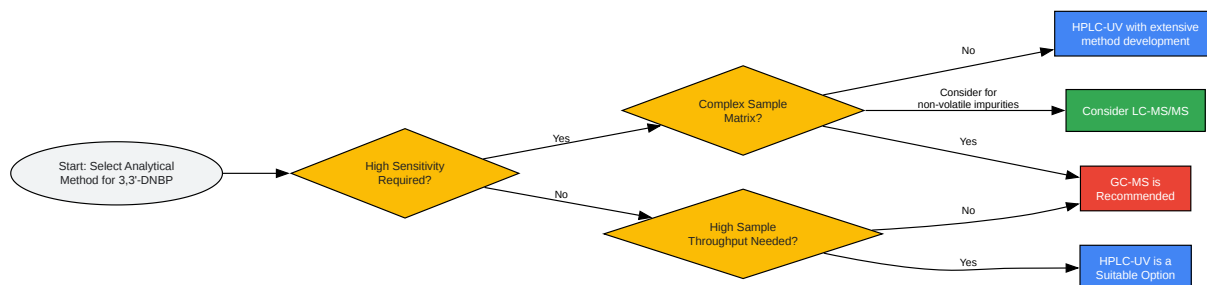 Start: Select Analytical
Method for 3,3'-DNBP
High Sensitivity
Required?
Yes
No
Complex Sample
Matrix?
High Sample
Throughput Needed?
No
Consider for
non-volatile impurities
Yes
No
Yes
HPLC-UV with extensive
method development
Consider LC-MS/MS
GC-MS is
Recommended
HPLC-UV is a
Suitable Option